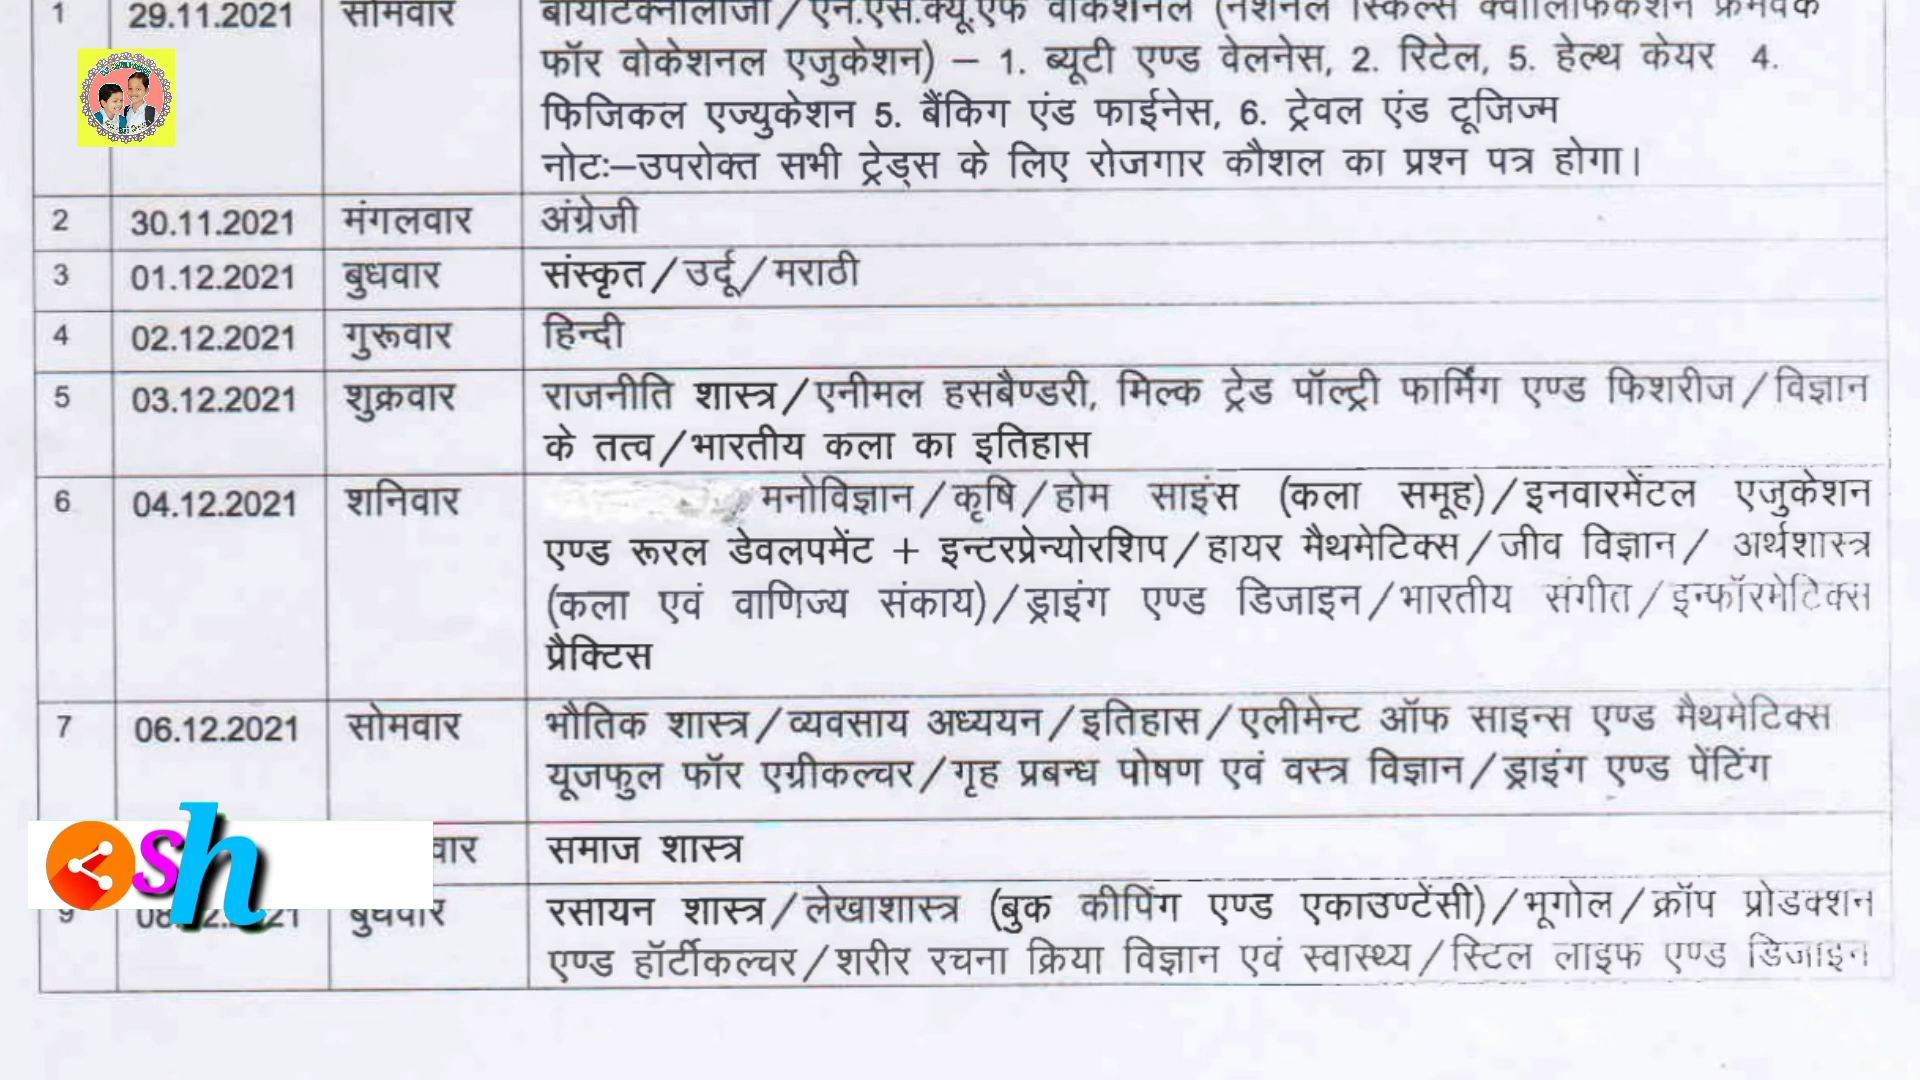 1 29.11.2021 सोमवार बायोटेक्नोलॉजी/एन.एस.क्यू.एफ वोकेशनल (नेशनल स्किल्स क्वालिफिकेशन फ्रेमवर्क
फॉर वोकेशनल एजुकेशन) – 1. ब्यूटी एण्ड वेलनेस, 2. रिटेल, 5. हेल्थ केयर 4.
फिजिकल एज्युकेशन 5. बैंकिग एंड फाईनेस, 6. ट्रेवल एंड टूजिज्म
नोटः–उपरोक्त सभी ट्रेड्स के लिए रोजगार कौशल का प्रश्न पत्र होगा।
2 30.11.2021 मंगलवार अंग्रेजी
3 01.12.2021 बुधवार संस्कृत/उर्दू/मराठी
4 02.12.2021 गुरूवार हिन्दी
5 03.12.2021 शुक्रवार राजनीति शास्त्र/एनीमल हसबैण्डरी, मिल्क ट्रेड पॉल्ट्री फार्मिंग एण्ड फिशरीज/विज्ञान
के तत्व/भारतीय कला का इतिहास
6 04.12.2021 शनिवार मनोविज्ञान/कृषि/होम साइंस (कला समूह)/इनवारमेंटल एजुकेशन
एण्ड रूरल डेवलपमेंट + इन्टरप्रेन्योरशिप/हायर मैथमेटिक्स/जीव विज्ञान/ अर्थशास्त्र
(कला एवं वाणिज्य संकाय)/ड्राइंग एण्ड डिजाइन/भारतीय संगीत/इन्फॉरमेटिक्स
प्रैक्टिस
7 06.12.2021 सोमवार भौतिक शास्त्र/व्यवसाय अध्ययन/इतिहास/एलीमेन्ट ऑफ साइन्स एण्ड मैथमेटिक्स
यूजफुल फॉर एग्रीकल्चर/गृह प्रबन्ध पोषण एवं वस्त्र विज्ञान/ड्राइंग एण्ड पेंटिंग
sh वार समाज शास्त्र
9 बुधवार रसायन शास्त्र/लेखाशास्त्र (बुक कीपिंग एण्ड एकाउण्टेंसी)/भूगोल/क्रॉप प्रोडक्शन
एण्ड हॉर्टीकल्चर/शरीर रचना क्रिया विज्ञान एवं स्वास्थ्य/स्टिल लाइफ एण्ड डिजाइन